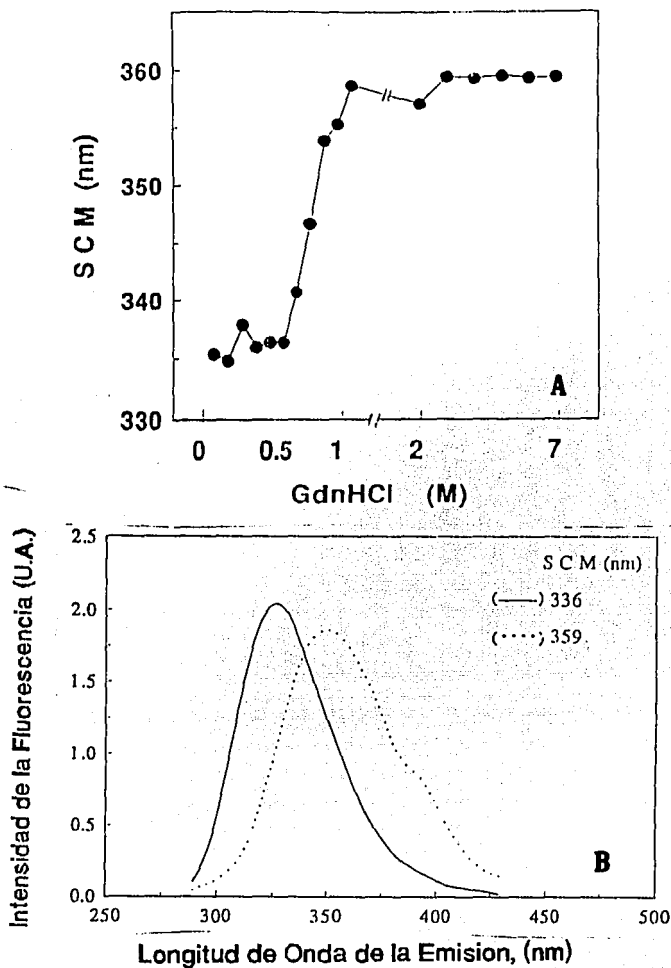 360
350
340
330
S C M (nm)
A
0 0.5 1 2 7
GdnHCl (M)
2.5
2.0
1.5
1.0
0.5
0.0
Intensidad de la Fluorescencia (U.A.)
S C M (nm)
(—) 336
(····) 359
B
250 300 350 400 450 500
Longitud de Onda de la Emision, (nm)